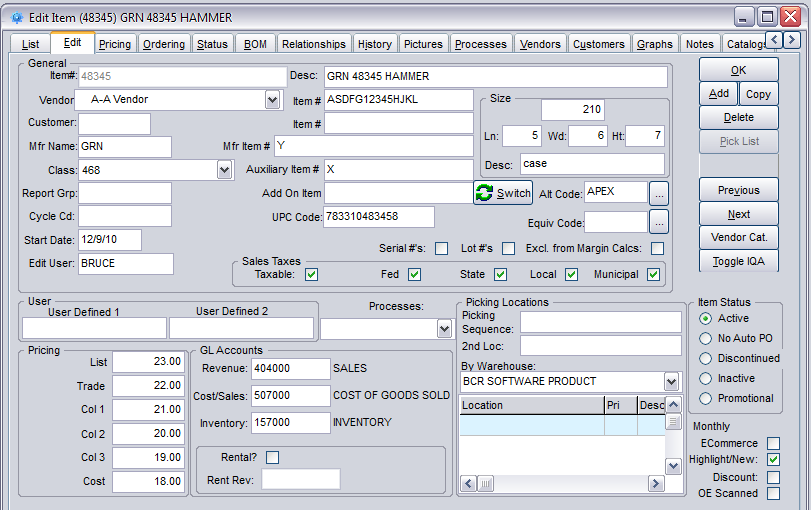 Edit Item (48345) GRN 48345 HAMMER
List Edit Pricing Ordering Status BOM Relationships History Pictures Processes Vendors Customers Graphs Notes Catalogs
General
Item#: 48345 Desc: GRN 48345 HAMMER
Vendor A-A Vendor Item # ASDFG12345HJKL
Customer: Item #
Mfr Name: GRN Mfr Item # Y
Class: 468 Auxiliary Item # X
Report Grp: Add On Item Switch
Cycle Cd: UPC Code: 783310483458
Start Date: 12/9/10
Edit User: BRUCE
Size
210
Ln: 5 Wd: 6 Ht: 7
Desc: case
Alt Code: APEX ...
Equiv Code: ...
Serial #'s: Lot #'s Excl. from Margin Calcs:
Sales Taxes
Taxable: Fed State Local Municipal
OK
Add Copy
Delete
Pick List
Previous
Next
Vendor Cat.
Toggle IQA
User
User Defined 1 User Defined 2
Processes:
Picking Locations
Picking
Sequence:
2nd Loc:
By Warehouse:
BCR SOFTWARE PRODUCT
Location Pri Desc
Item Status
Active
No Auto PO
Discontinued
Inactive
Promotional
Pricing
List 23.00
Trade 22.00
Col 1 21.00
Col 2 20.00
Col 3 19.00
Cost 18.00
GL Accounts
Revenue: 404000 SALES
Cost/Sales: 507000 COST OF GOODS SOLD
Inventory: 157000 INVENTORY
Rental?
Rent Rev:
Monthly
ECommerce
Highlight/New:
Discount:
OE Scanned